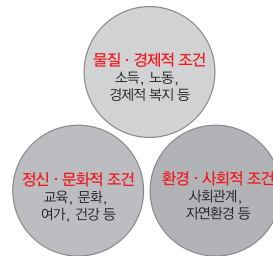 물질 · 경제적 조건
소득, 노동,
경제적 복지 등
정신 · 문화적 조건
교육, 문화,
여가, 건강 등
환경 · 사회적 조건
사회관계,
자연환경 등